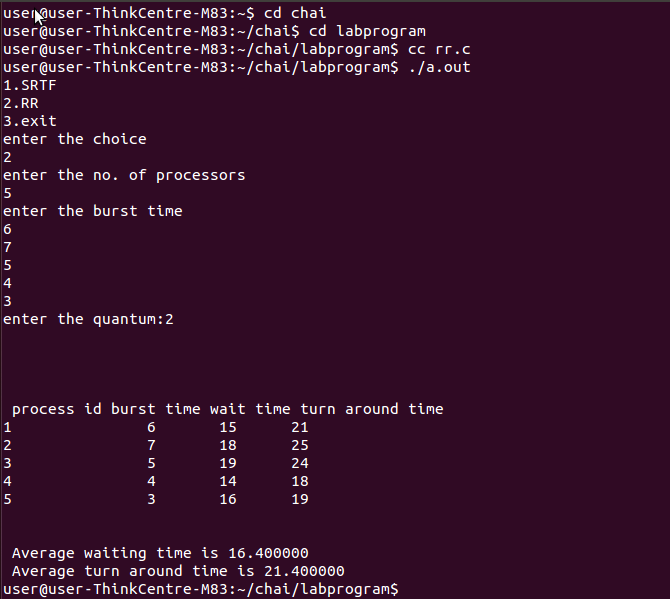 user@user-ThinkCentre-M83:~$ cd chai
user@user-ThinkCentre-M83:~/chai$ cd labprogram
user@user-ThinkCentre-M83:~/chai/labprogram$ cc rr.c
user@user-ThinkCentre-M83:~/chai/labprogram$ ./a.out
1.SRTF
2.RR
3.exit
enter the choice
2
enter the no. of processors
5
enter the burst time
6
7
5
4
3
enter the quantum:2
process id burst time wait time turn around time
1 6 15 21
2 7 18 25
3 5 19 24
4 4 14 18
5 3 16 19
Average waiting time is 16.400000
Average turn around time is 21.400000
user@user-ThinkCentre-M83:~/chai/labprogram$